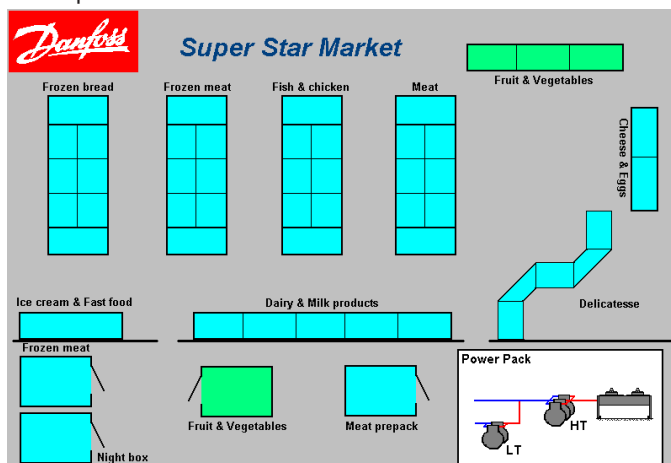 Danfoss
Super Star Market
Fruit & Vegetables
Frozen bread
Frozen meat
Fish & chicken
Meat
Cheese & Eggs
Delicatesse
Ice cream & Fast food
Dairy & Milk products
Frozen meat
Night box
Fruit & Vegetables
Meat prepack
Power Pack
HT
LT